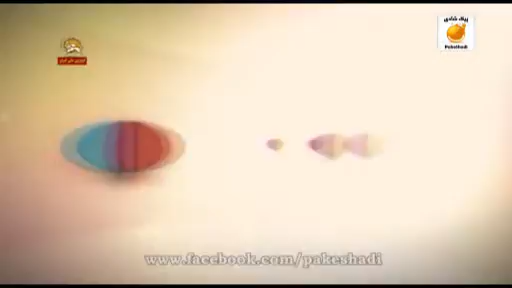 پیک شادی
PakeShadi
www.facebook.com/pakeshadi